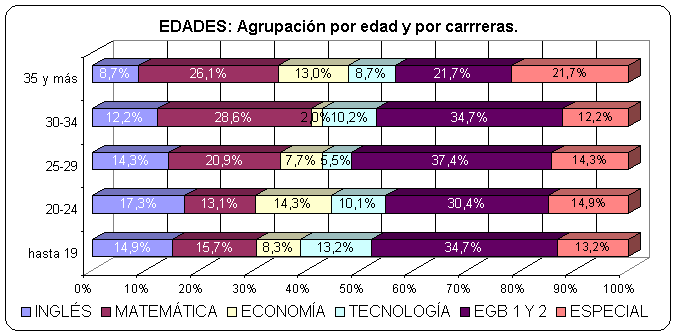 EDADES: Agrupación por edad y por carrreras.
35 y más 8,7% 26,1% 13,0% 8,7% 21,7% 21,7%
30-34 12,2% 28,6% 2,0% 10,2% 34,7% 12,2%
25-29 14,3% 20,9% 7,7% 5,5% 37,4% 14,3%
20-24 17,3% 13,1% 14,3% 10,1% 30,4% 14,9%
hasta 19 14,9% 15,7% 8,3% 13,2% 34,7% 13,2%
0% 10% 20% 30% 40% 50% 60% 70% 80% 90% 100%
INGLÉS MATEMÁTICA ECONOMÍA TECNOLOGÍA EGB 1 Y 2 ESPECIAL